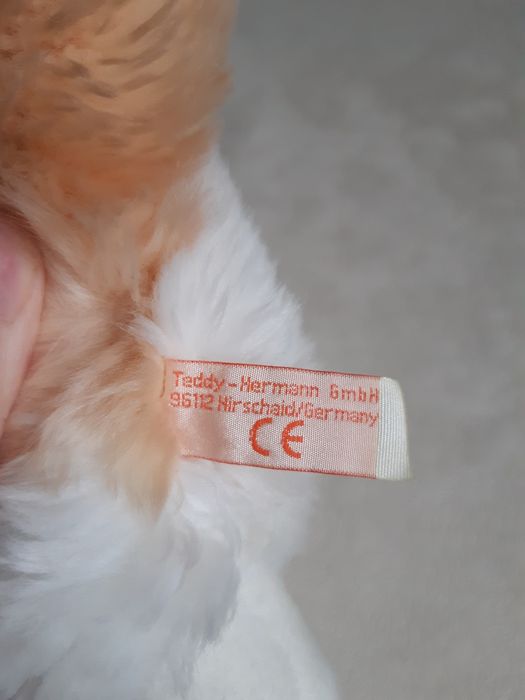 Teddy-Hermann GmbH
96112 Hirschaid/Germany
CE